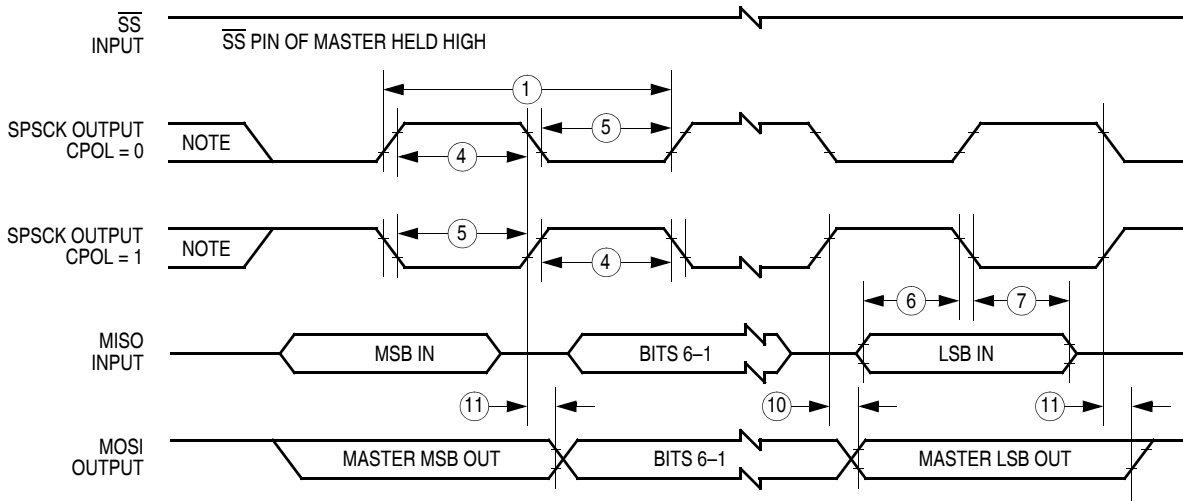 SS
INPUT
SS PIN OF MASTER HELD HIGH
1
SPSCK OUTPUT
CPOL = 0
NOTE
4
5
SPSCK OUTPUT
CPOL = 1
NOTE
5
4
6
7
MISO
INPUT
MSB IN
BITS 6–1
LSB IN
11
10
11
MOSI
OUTPUT
MASTER MSB OUT
BITS 6–1
MASTER LSB OUT